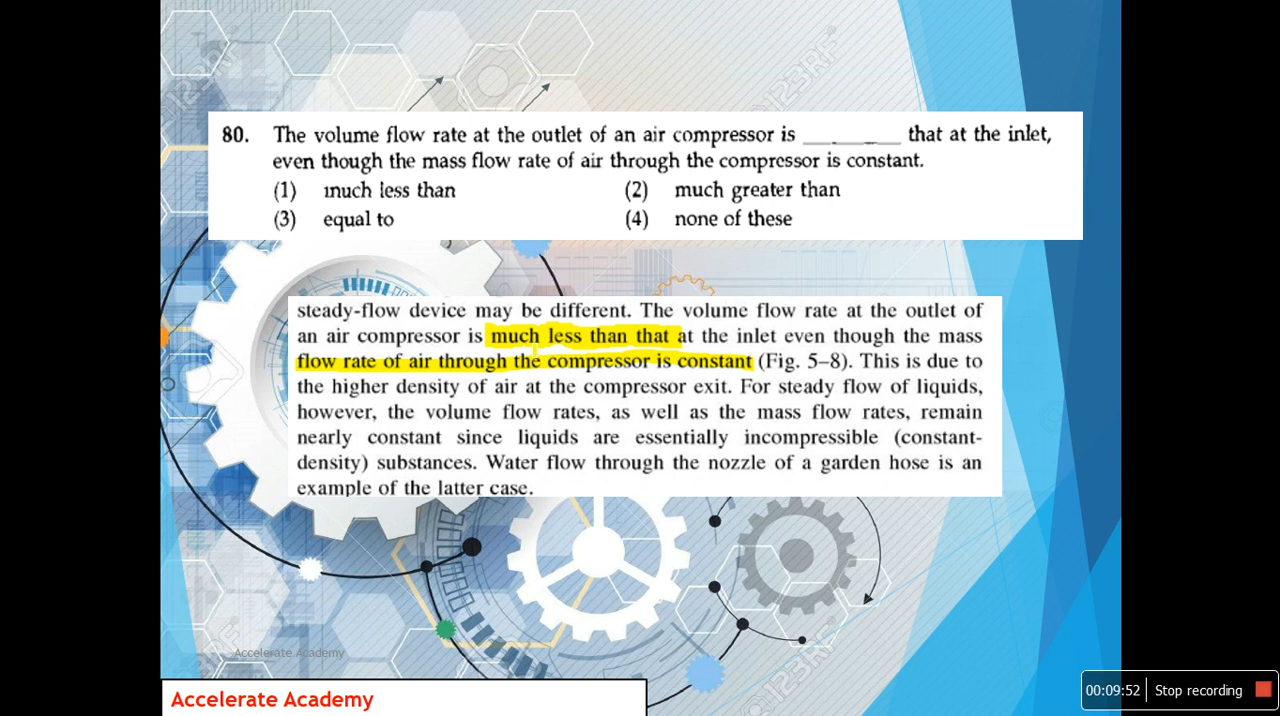 80. The volume flow rate at the outlet of an air compressor is ________ that at the inlet,
even though the mass flow rate of air through the compressor is constant.
(1) much less than (2) much greater than
(3) equal to (4) none of these
steady-flow device may be different. The volume flow rate at the outlet of
an air compressor is much less than that at the inlet even though the mass
flow rate of air through the compressor is constant (Fig. 5–8). This is due to
the higher density of air at the compressor exit. For steady flow of liquids,
however, the volume flow rates, as well as the mass flow rates, remain
nearly constant since liquids are essentially incompressible (constant-
density) substances. Water flow through the nozzle of a garden hose is an
example of the latter case.
Accelerate Academy
Accelerate Academy
00:09:52 Stop recording
123RF
123RF
123RF
123RF